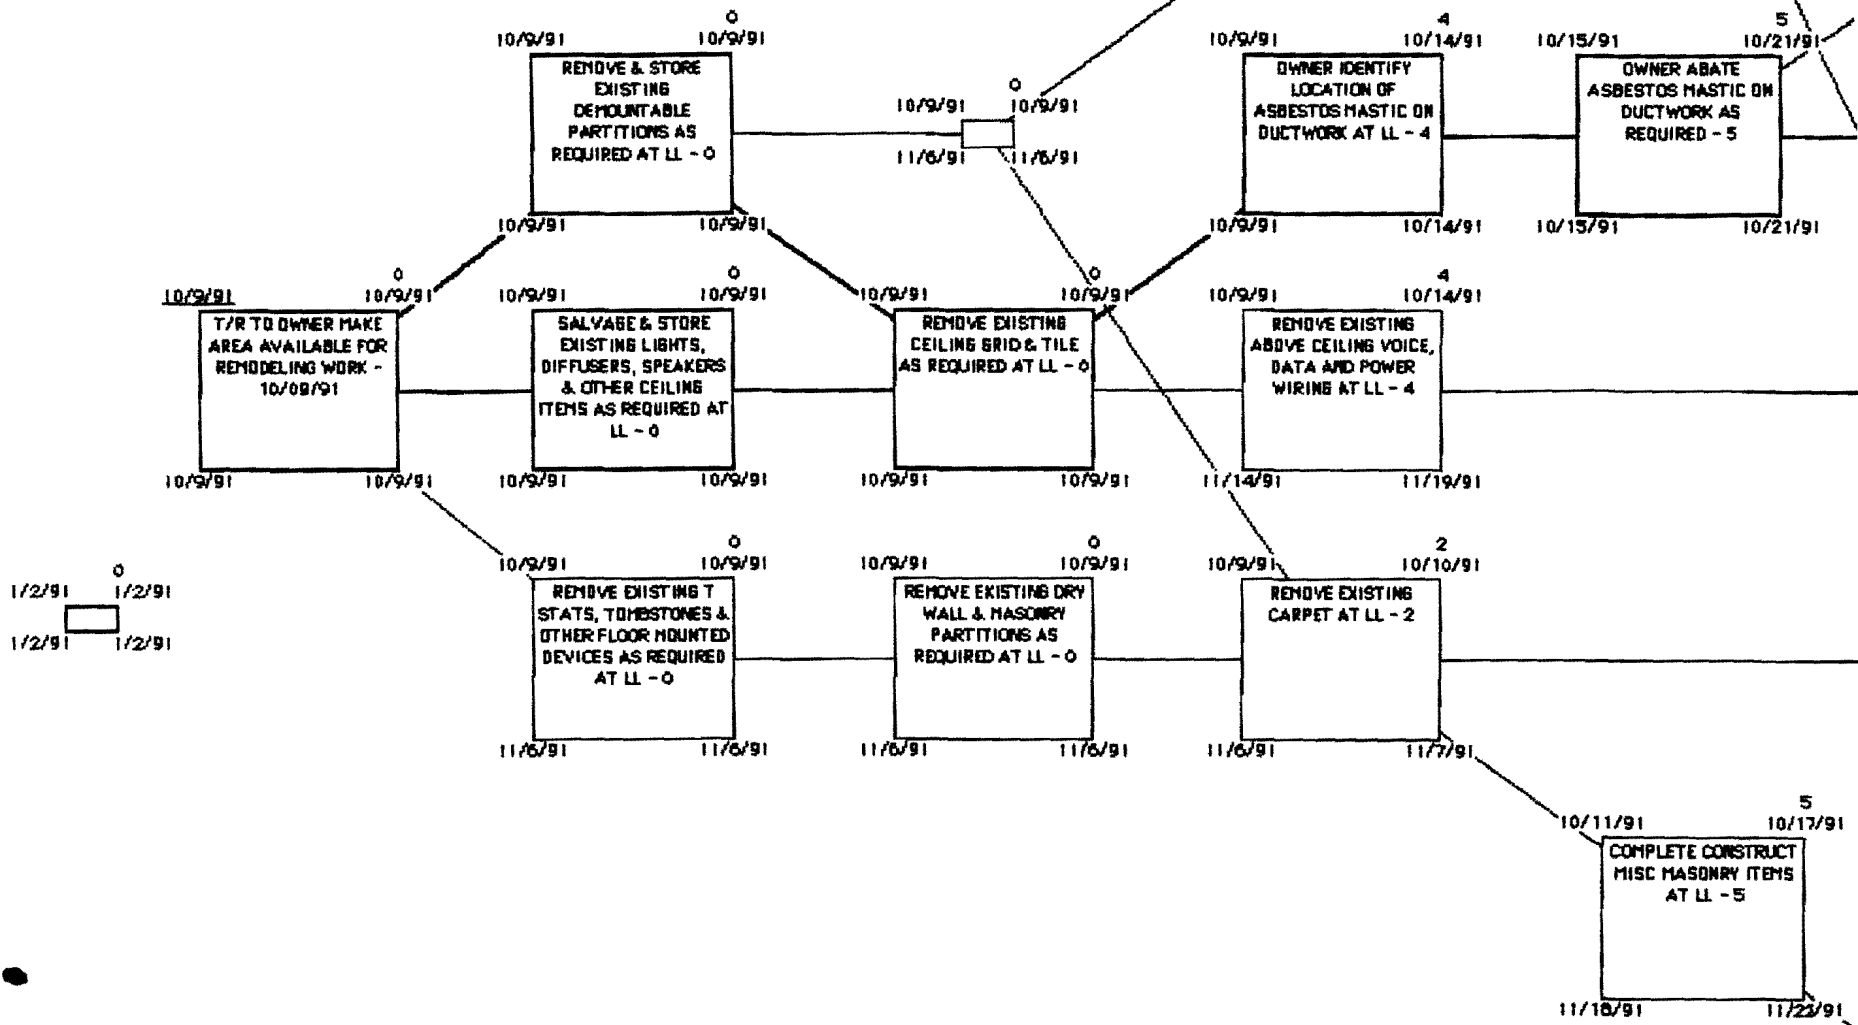 0
10/9/91
10/9/91
REMOVE & STORE
EXISTING
DEMOUNTABLE
PARTITIONS AS
REQUIRED AT LL - 0
10/9/91
10/9/91
0
10/9/91
10/9/91
11/6/91
11/6/91
4
10/9/91
10/14/91
OWNER IDENTIFY
LOCATION OF
ASBESTOS MASTIC ON
DUCTWORK AT LL - 4
10/9/91
10/14/91
5
10/15/91
10/21/91
OWNER ABATE
ASBESTOS MASTIC ON
DUCTWORK AS
REQUIRED - 5
10/15/91
10/21/91
0
10/9/91
10/9/91
T/R TO OWNER MAKE
AREA AVAILABLE FOR
REMODELING WORK -
10/09/91
10/9/91
10/9/91
0
10/9/91
10/9/91
SALVAGE & STORE
EXISTING LIGHTS,
DIFFUSERS, SPEAKERS
& OTHER CEILING
ITEMS AS REQUIRED AT
LL - 0
10/9/91
10/9/91
0
10/9/91
10/9/91
REMOVE EXISTING
CEILING GRID & TILE
AS REQUIRED AT LL - 0
10/9/91
10/9/91
4
10/9/91
10/14/91
REMOVE EXISTING
ABOVE CEILING VOICE,
DATA AND POWER
WIRING AT LL - 4
11/14/91
11/19/91
0
1/2/91
1/2/91
1/2/91
1/2/91
0
10/9/91
10/9/91
REMOVE EXISTING T
STATS, TOMBSTONES &
OTHER FLOOR MOUNTED
DEVICES AS REQUIRED
AT LL - 0
11/6/91
11/6/91
0
10/9/91
10/9/91
REMOVE EXISTING DRY
WALL & MASONRY
PARTITIONS AS
REQUIRED AT LL - 0
11/6/91
11/6/91
2
10/9/91
10/10/91
REMOVE EXISTING
CARPET AT LL - 2
11/6/91
11/7/91
5
10/11/91
10/17/91
COMPLETE CONSTRUCT
MISC MASONRY ITEMS
AT LL - 5
11/18/91